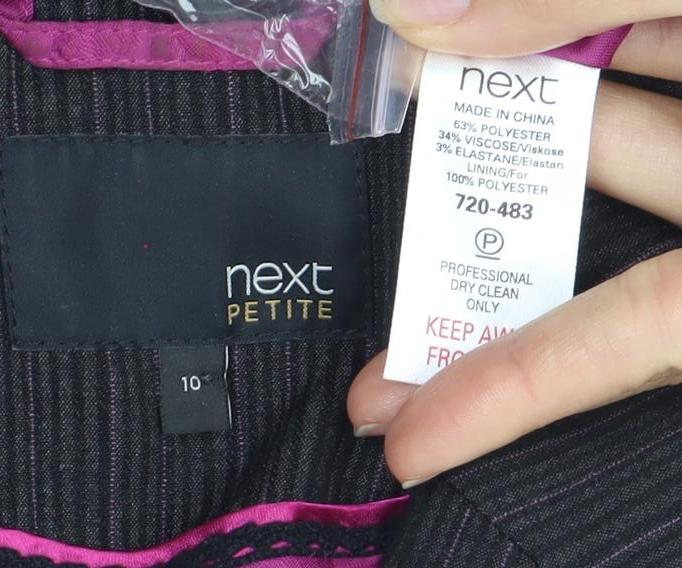 next
PETITE
10
next
MADE IN CHINA
63% POLYESTER
34% VISCOSE/Viskose
3% ELASTANE/Elastan
LINING/For
100% POLYESTER
720-483
P
PROFESSIONAL
DRY CLEAN
ONLY
KEEP